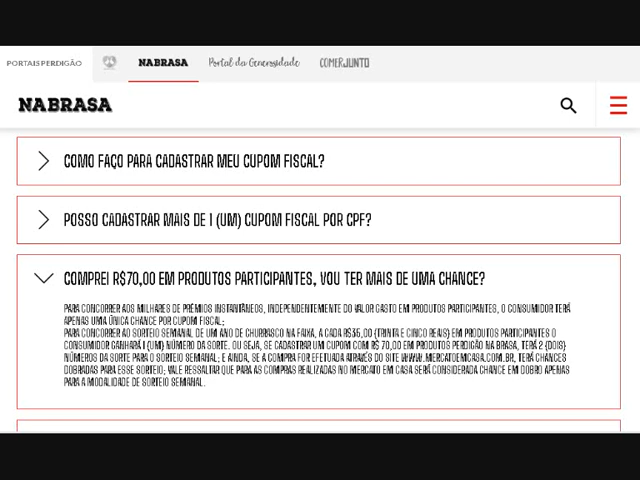 PORTAIS PERDIGÃO
NABRASA
Portal da Generosidade
COMERJUNTO
NABRASA
COMO FAÇO PARA CADASTRAR MEU CUPOM FISCAL?
POSSO CADASTRAR MAIS DE 1 (UM) CUPOM FISCAL POR CPF?
COMPREI R$70,00 EM PRODUTOS PARTICIPANTES, VOU TER MAIS DE UMA CHANCE?
PARA CONCORRER AOS MILHARES DE PRÊMIOS INSTANTÂNEOS, INDEPENDENTEMENTE DO VALOR GASTO EM PRODUTOS PARTICIPANTES, O CONSUMIDOR TERÁ
APENAS UMA ÚNICA CHANCE POR CUPOM FISCAL;
PARA CONCORRER AO SORTEIO SEMANAL DE UM ANO DE CHURRASCO NA FAIXA, A CADA R$35,00 (TRINTA E CINCO REAIS) EM PRODUTOS PARTICIPANTES O
CONSUMIDOR GANHARÁ 1 (UM) NÚMERO DA SORTE. OU SEJA, SE CADASTRAR UM CUPOM COM R$ 70,00 EM PRODUTOS PERDIGÃO NA BRASA, TERÁ 2 (DOIS)
NÚMEROS DA SORTE PARA O SORTEIO SEMANAL; E AINDA, SE A COMPRA FOR EFETUADA ATRAVÉS DO SITE WWW.MERCATOEMCASA.COM.BR, TERÁ CHANCES
DOBRADAS PARA ESSE SORTEIO; VALE RESSALTAR QUE PARA AS COMPRAS REALIZADAS NO MERCATO EM CASA SERÁ CONSIDERADA CHANCE EM DOBRO APENAS
PARA A MODALIDADE DE SORTEIO SEMANAL.